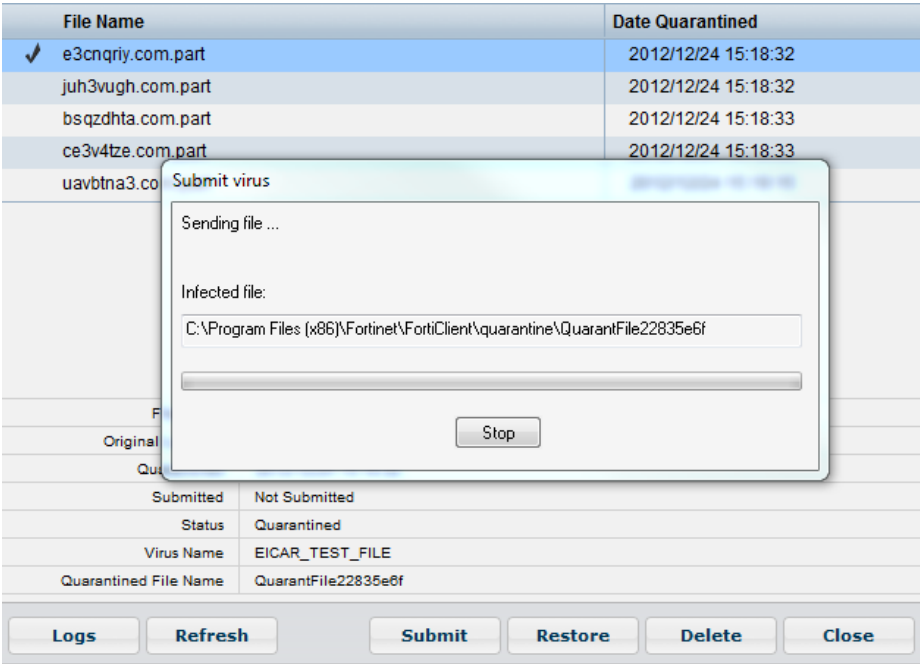 File Name Date Quarantined
e3cnqriy.com.part 2012/12/24 15:18:32
juh3vugh.com.part 2012/12/24 15:18:32
bsqzdhta.com.part 2012/12/24 15:18:33
ce3v4tze.com.part 2012/12/24 15:18:33
uavbtna3.co
Submit virus
Sending file ...
Infected file:
C:\Program Files (x86)\Fortinet\FortiClient\quarantine\QuarantFile22835e6f
Stop
Original
Submitted Not Submitted
Status Quarantined
Virus Name EICAR_TEST_FILE
Quarantined File Name QuarantFile22835e6f
Logs Refresh Submit Restore Delete Close